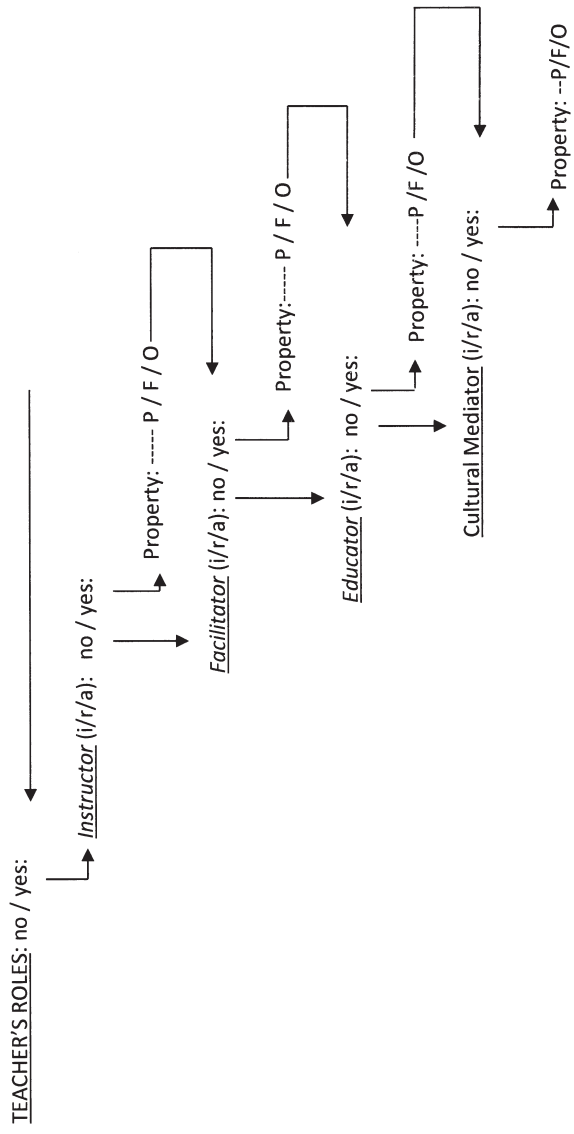 TEACHER'S ROLES: no / yes:
Instructor (i/r/a): no / yes:
Property: ----- P / F / O
Facilitator (i/r/a): no / yes:
Property:----- P / F / O
Educator (i/r/a): no / yes:
Property: ----P/F /O
Cultural Mediator (i/r/a): no / yes:
Property: --P/F/O